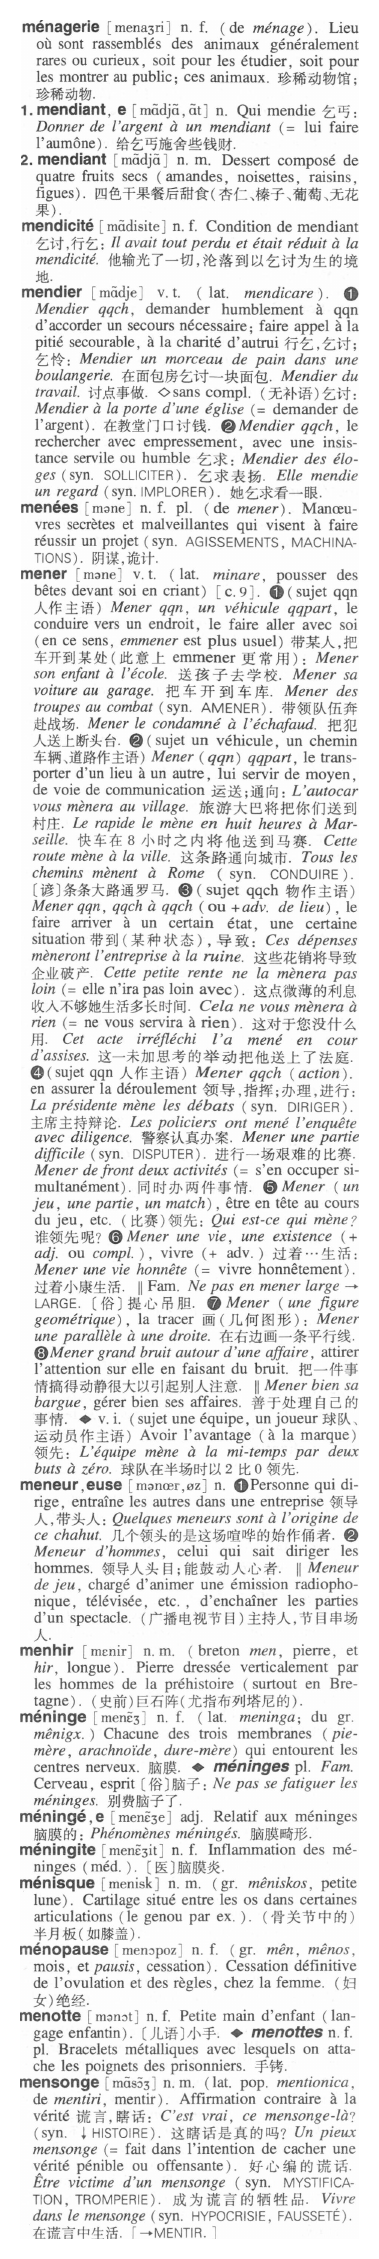 ménagerie [menaʒri] n. f. (de ménage). Lieu
où sont rassemblés des animaux généralement
rares ou curieux, soit pour les étudier, soit pour
les montrer au public; ces animaux. 珍稀动物馆;
珍稀动物.
1. mendiant, e [mãdjã, ãt] n. Qui mendie 乞丐:
Donner de l'argent à un mendiant (= lui faire
l'aumône). 给乞丐施舍些钱财.
2. mendiant [mãdjã] n. m. Dessert composé de
quatre fruits secs (amandes, noisettes, raisins,
figues). 四色干果餐后甜食(杏仁、榛子、葡萄、无花
果).
mendicité [mãdisite] n. f. Condition de mendiant
乞讨,行乞: Il avait tout perdu et était réduit à la
mendicité. 他输光了一切,沦落到以乞讨为生的境
地.
mendier [mãdje] v. t. (lat. mendicare). ❶
Mendier qqch, demander humblement à qqn
d'accorder un secours nécessaire; faire appel à la
pitié secourable, à la charité d'autrui 行乞,乞讨;
乞怜: Mendier un morceau de pain dans une
boulangerie. 在面包房乞讨一块面包. Mendier du
travail. 讨点事做. ◇sans compl. (无补语)乞讨:
Mendier à la porte d'une église (= demander de
l'argent). 在教堂门口讨钱. ❷Mendier qqch, le
rechercher avec empressement, avec une insis-
tance servile ou humble 乞求: Mendier des élo-
ges (syn. SOLLICITER). 乞求表扬. Elle mendie
un regard (syn. IMPLORER). 她乞求看一眼.
menées [məne] n. f. pl. (de mener). Manœu-
vres secrètes et malveillantes qui visent à faire
réussir un projet (syn. AGISSEMENTS, MACHINA-
TIONS). 阴谋,诡计.
mener [məne] v. t. (lat. minare, pousser des
bêtes devant soi en criant) [c. 9]. ❶(sujet qqn
人作主语) Mener qqn, un véhicule qqpart, le
conduire vers un endroit, le faire aller avec soi
(en ce sens, emmener est plus usuel) 带某人,把
车开到某处(此意上 emmener 更常用): Mener
son enfant à l'école. 送孩子去学校. Mener sa
voiture au garage. 把车开到车库. Mener des
troupes au combat (syn. AMENER). 带领队伍奔
赴战场. Mener le condamné à l'échafaud. 把犯
人送上断头台. ❷(sujet un véhicule, un chemin
车辆、道路作主语) Mener (qqn) qqpart, le trans-
porter d'un lieu à un autre, lui servir de moyen,
de voie de communication 运送;通向: L'autocar
vous mènera au village. 旅游大巴将把你们送到
村庄. Le rapide le mène en huit heures à Mar-
seille. 快车在 8 小时之内将他送到马赛. Cette
route mène à la ville. 这条路通向城市. Tous les
chemins mènent à Rome (syn. CONDUIRE).
[谚]条条大路通罗马. ❸(sujet qqch 物作主语)
Mener qqn, qqch à qqch (ou +adv. de lieu), le
faire arriver à un certain état, une certaine
situation 带到(某种状态), 导致: Ces dépenses
mèneront l'entreprise à la ruine. 这些花销将导致
企业破产. Cette petite rente ne la mènera pas
loin (= elle n'ira pas loin avec). 这点微薄的利息
收入不够她生活多长时间. Cela ne vous mènera à
rien (= ne vous servira à rien). 这对于您没什么
用. Cet acte irréfléchi l'a mené en cour
d'assises. 这一未加思考的举动把他送上了法庭.
❹(sujet qqn 人作主语) Mener qqch (action).
en assurer la déroulement 领导,指挥;办理,进行:
La présidente mène les débats (syn. DIRIGER).
主席主持辩论. Les policiers ont mené l'enquête
avec diligence. 警察认真办案. Mener une partie
difficile (syn. DISPUTER). 进行一场艰难的比赛.
Mener de front deux activités (= s'en occuper si-
multanément). 同时办两件事情. ❺ Mener (un
jeu, une partie, un match), être en tête au cours
du jeu, etc. (比赛)领先: Qui est-ce qui mène?
谁领先呢? ❻ Mener une vie, une existence (+
adj. ou compl.), vivre (+ adv.) 过着…生活:
Mener une vie honnête (= vivre honnêtement).
过着小康生活. ‖ Fam. Ne pas en mener large →
LARGE. [俗] 提心吊胆. ❼ Mener (une figure
geométrique), la tracer 画(几何图形): Mener
une parallèle à une droite. 在右边画一条平行线.
❽Mener grand bruit autour d'une affaire, attirer
l'attention sur elle en faisant du bruit. 把一件事
情搞得动静很大以引起别人注意. ‖ Mener bien sa
bargue, gérer bien ses affaires. 善于处理自己的
事情. ◆ v. i. (sujet une équipe, un joueur 球队、
运动员作主语) Avoir l'avantage (à la marque)
领先: L'équipe mène à la mi-temps par deux
buts à zéro. 球队在半场时以 2 比 0 领先.
meneur, euse [mənœr, øz] n. ❶Personne qui di-
rige, entraîne les autres dans une entreprise 领导
人,带头人: Quelques meneurs sont à l'origine de
ce chahut. 几个领头的是这场喧哗的始作俑者. ❷
Meneur d'hommes, celui qui sait diriger les
hommes. 领导人头目;能鼓动人心者. ‖ Meneur
de jeu, chargé d'animer une émission radiopho-
nique, télévisée, etc., d'enchaîner les parties
d'un spectacle. (广播电视节目)主持人,节目串场
人.
menhir [menir] n. m. (breton men, pierre, et
hir, longue). Pierre dressée verticalement par
les hommes de la préhistoire (surtout en Bre-
tagne). (史前)巨石阵(尤指布列塔尼的).
méninge [menɛ̃ʒ] n. f. (lat. meninga; du gr.
mênigx.) Chacune des trois membranes (pie-
mère, arachnoïde, dure-mère) qui entourent les
centres nerveux. 脑膜. ◆ méninges pl. Fam.
Cerveau, esprit [俗]脑子: Ne pas se fatiguer les
méninges. 别费脑子了.
méningé, e [menɛ̃ʒe] adj. Relatif aux méninges
脑膜的: Phénomènes méningés. 脑膜畸形.
méningite [menɛ̃ʒit] n. f. Inflammation des mé-
ninges (méd.). [医]脑膜炎.
ménisque [menisk] n. m. (gr. mêniskos, petite
lune). Cartilage situé entre les os dans certaines
articulations (le genou par ex.). (骨关节中的)
半月板(如膝盖).
ménopause [menɔpoz] n. f. (gr. mên, mênos,
mois, et pausis, cessation). Cessation définitive
de l'ovulation et des règles, chez la femme. (妇
女)绝经.
menotte [mənɔt] n. f. Petite main d'enfant (lan-
gage enfantin). [儿语]小手. ◆ menottes n. f.
pl. Bracelets métalliques avec lesquels on atta-
che les poignets des prisonniers. 手铐.
mensonge [mãsɔ̃ʒ] n. m. (lat. pop. mentionica,
de mentiri, mentir). Affirmation contraire à la
vérité 谎言,瞎话: C'est vrai, ce mensonge-là?
(syn. ↓HISTOIRE). 这瞎话是真的吗? Un pieux
mensonge (= fait dans l'intention de cacher une
vérité pénible ou offensante). 好心编的谎话.
Être victime d'un mensonge (syn. MYSTIFICA-
TION, TROMPERIE). 成为谎言的牺牲品. Vivre
dans le mensonge (syn. HYPOCRISIE, FAUSSETÉ).
在谎言中生活. [→MENTIR.]